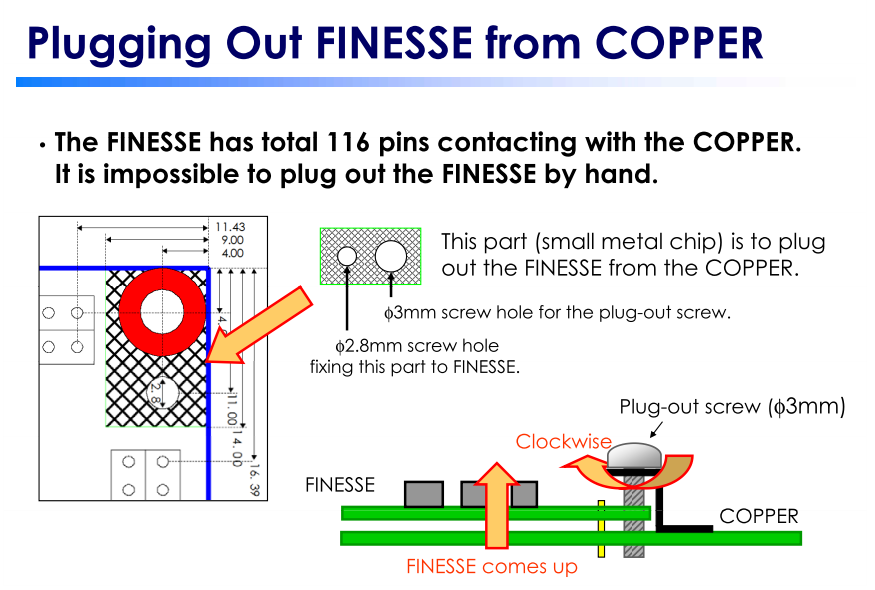 Plugging Out FINESSE from COPPER
• The FINESSE has total 116 pins contacting with the COPPER.
It is impossible to plug out the FINESSE by hand.
11.43
9.00
4.00
2.8
11.00
14.00
16.39
This part (small metal chip) is to plug
out the FINESSE from the COPPER.
ϕ3mm screw hole for the plug-out screw.
ϕ2.8mm screw hole
fixing this part to FINESSE.
Plug-out screw (ϕ3mm)
Clockwise
FINESSE
COPPER
FINESSE comes up